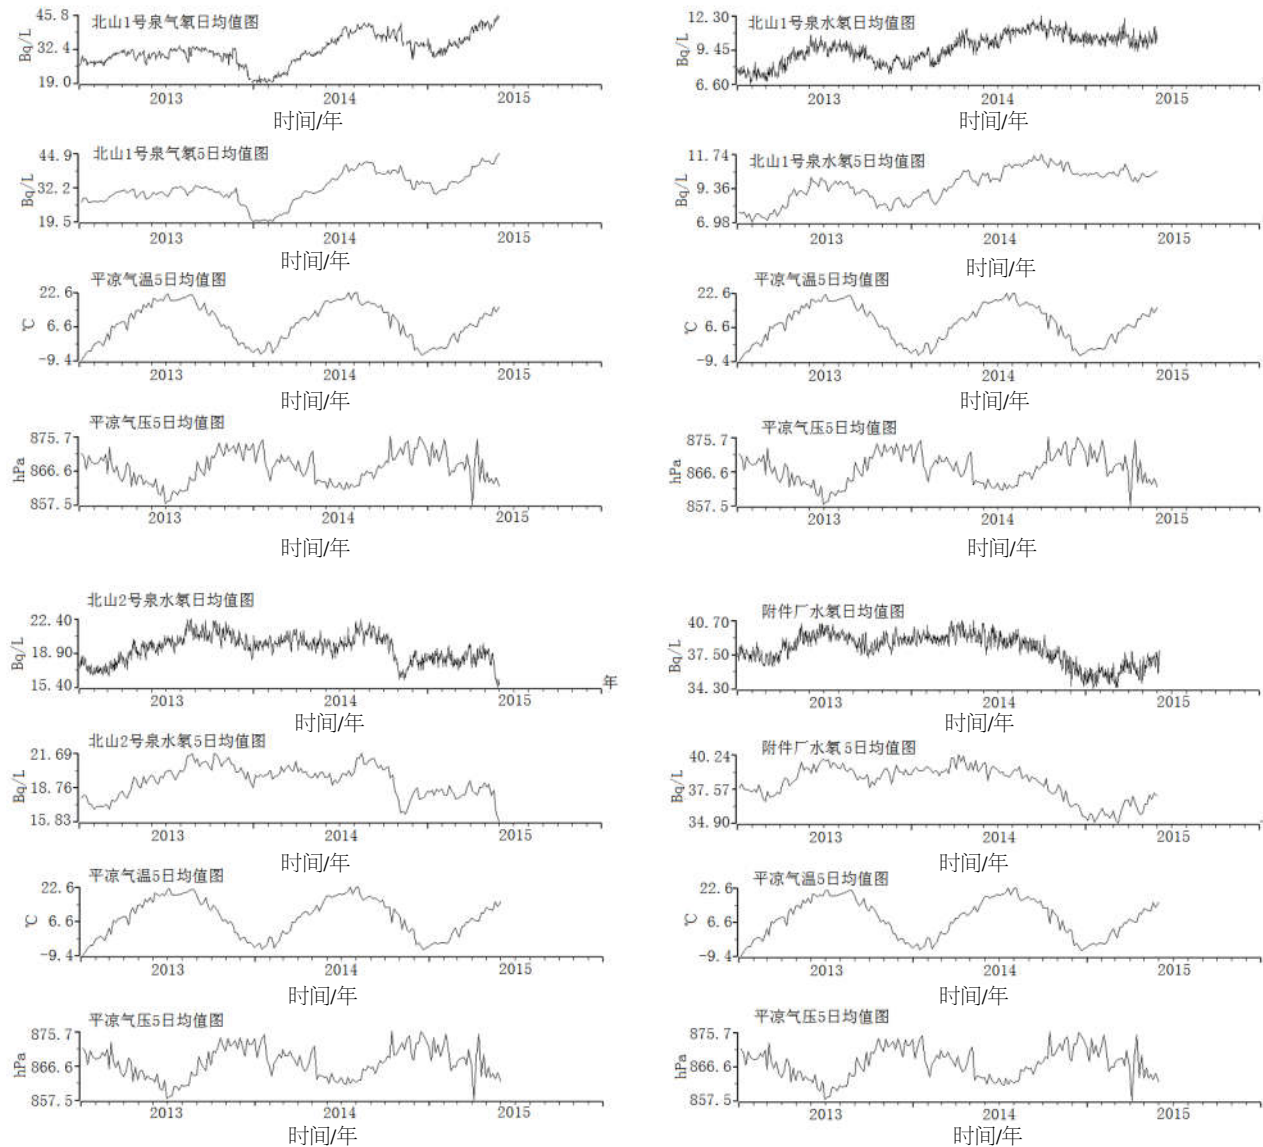 北山1号泉气氡日均值图
45.8
32.4
19.0
Bq/L
2013
2014
2015
时间/年
北山1号泉气氡5日均值图
44.9
32.2
19.5
Bq/L
2013
2014
2015
时间/年
平凉气温5日均值图
22.6
6.6
-9.4
℃
2013
2014
2015
时间/年
平凉气压5日均值图
875.7
866.6
857.5
hPa
2013
2014
2015
时间/年
北山1号泉水氡日均值图
12.30
9.45
6.60
Bq/L
2013
2014
2015
时间/年
北山1号泉水氡5日均值图
11.74
9.36
6.98
Bq/L
2013
2014
2015
时间/年
平凉气温5日均值图
22.6
6.6
-9.4
℃
2013
2014
2015
时间/年
平凉气压5日均值图
875.7
866.6
857.5
hPa
2013
2014
2015
时间/年
北山2号泉水氡日均值图
22.40
18.90
15.40
Bq/L
2013
2014
2015
年
时间/年
北山2号泉水氡5日均值图
21.69
18.76
15.83
Bq/L
2013
2014
2015
时间/年
平凉气温5日均值图
22.6
6.6
-9.4
℃
2013
2014
2015
时间/年
平凉气压5日均值图
875.7
866.6
857.5
hPa
2013
2014
2015
时间/年
附件厂水氡日均值图
40.70
37.50
34.30
Bq/L
2013
2014
2015
时间/年
附件厂水氡5日均值图
40.24
37.57
34.90
Bq/L
2013
2014
2015
时间/年
平凉气温5日均值图
22.6
6.6
-9.4
℃
2013
2014
2015
时间/年
平凉气压5日均值图
875.7
866.6
857.5
hPa
2013
2014
2015
时间/年